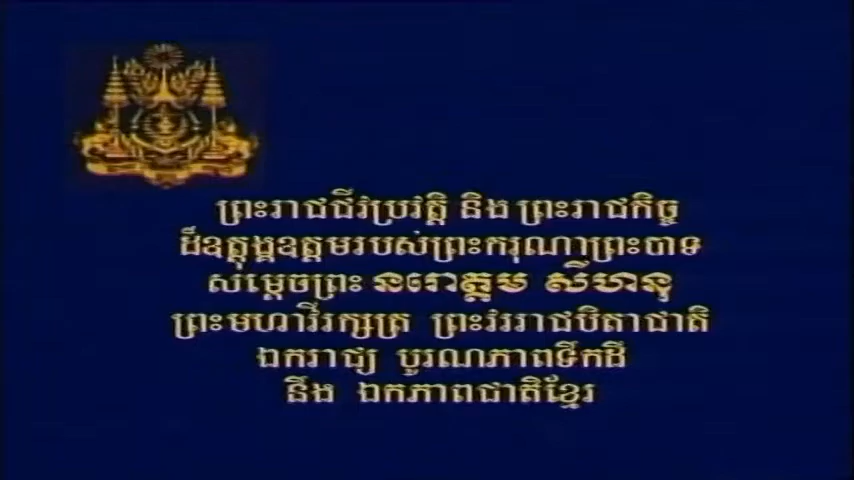 ព្រះរាជជីវប្រវត្តិ និង ព្រះរាជកិច្ច
ដ៏ឧត្តុង្គឧត្តមរបស់ព្រះករុណាព្រះបាទ
សម្ដេចព្រះ នរោត្តម សីហនុ
ព្រះមហាវីរក្សត្រ ព្រះវររាជបិតាជាតិ
ឯករាជ្យ បូរណភាពទឹកដី
នឹង ឯកភាពជាតិខ្មែរ